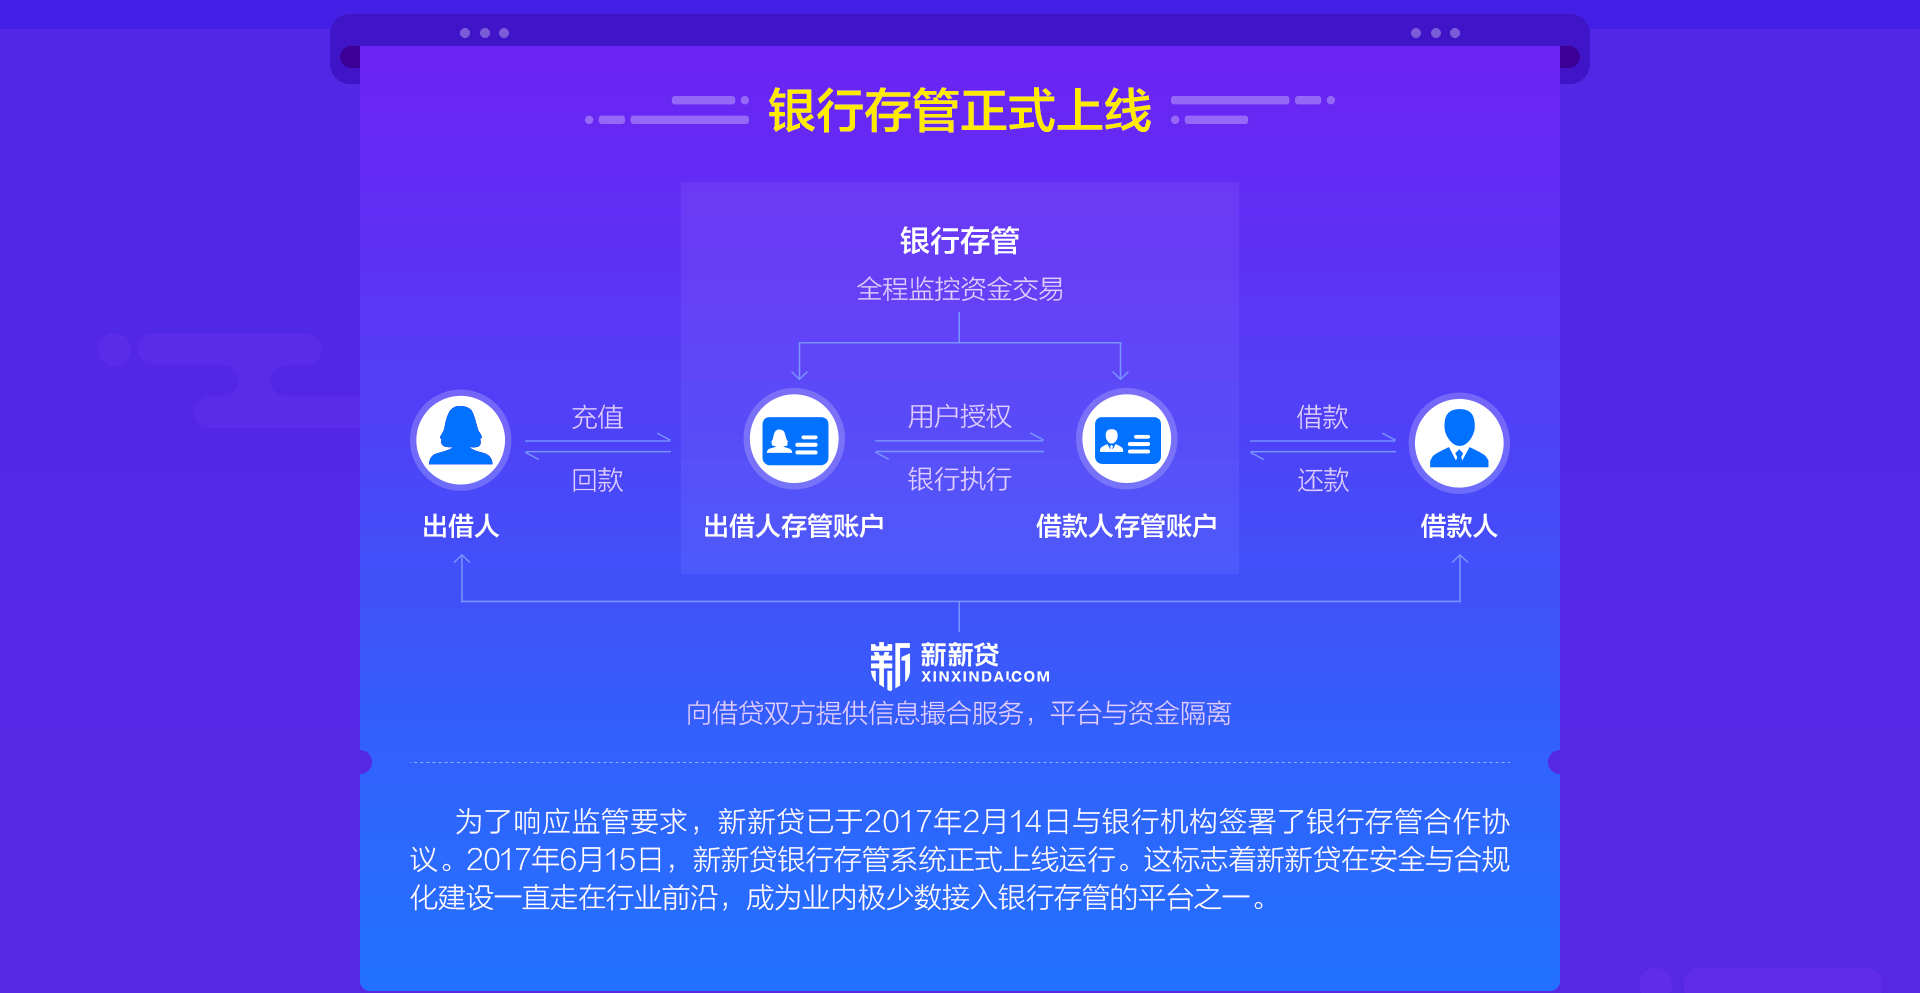 银行存管正式上线
银行存管
全程监控资金交易
充值
用户授权
借款
回款
银行执行
还款
出借人
出借人存管账户
借款人存管账户
借款人
新新贷
XINXINDAI.COM
向借贷双方提供信息撮合服务，平台与资金隔离
为了响应监管要求，新新贷已于2017年2月14日与银行机构签署了银行存管合作协
议。2017年6月15日，新新贷银行存管系统正式上线运行。这标志着新新贷在安全与合规
化建设一直走在行业前沿，成为业内极少数接入银行存管的平台之一。